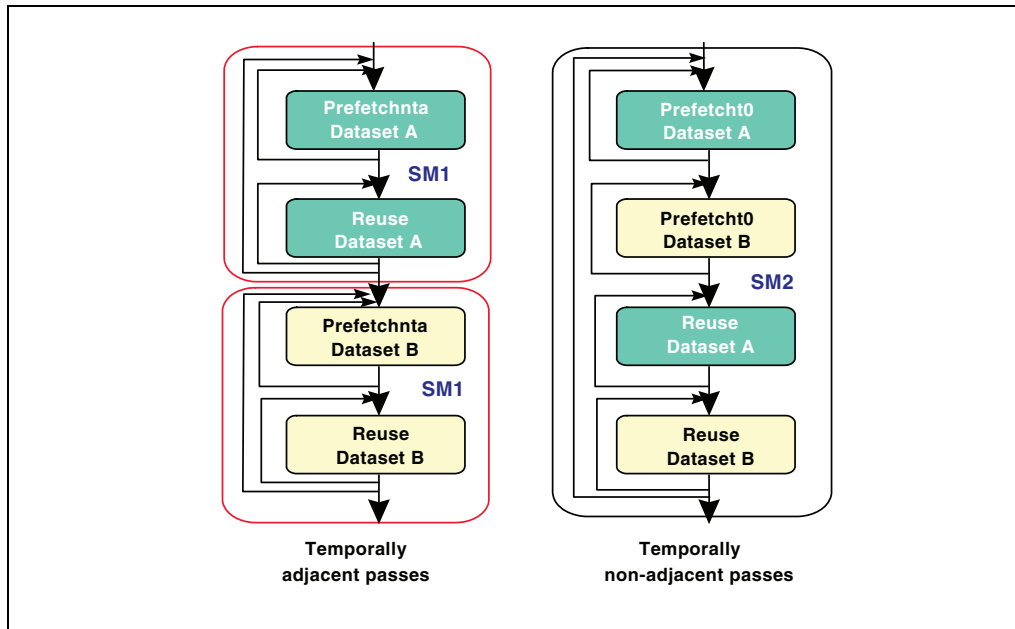 Prefetchnta
Dataset A
SM1
Reuse
Dataset A
Prefetchnta
Dataset B
SM1
Reuse
Dataset B
Temporally
adjacent passes
Prefetcht0
Dataset A
Prefetcht0
Dataset B
SM2
Reuse
Dataset A
Reuse
Dataset B
Temporally
non-adjacent passes